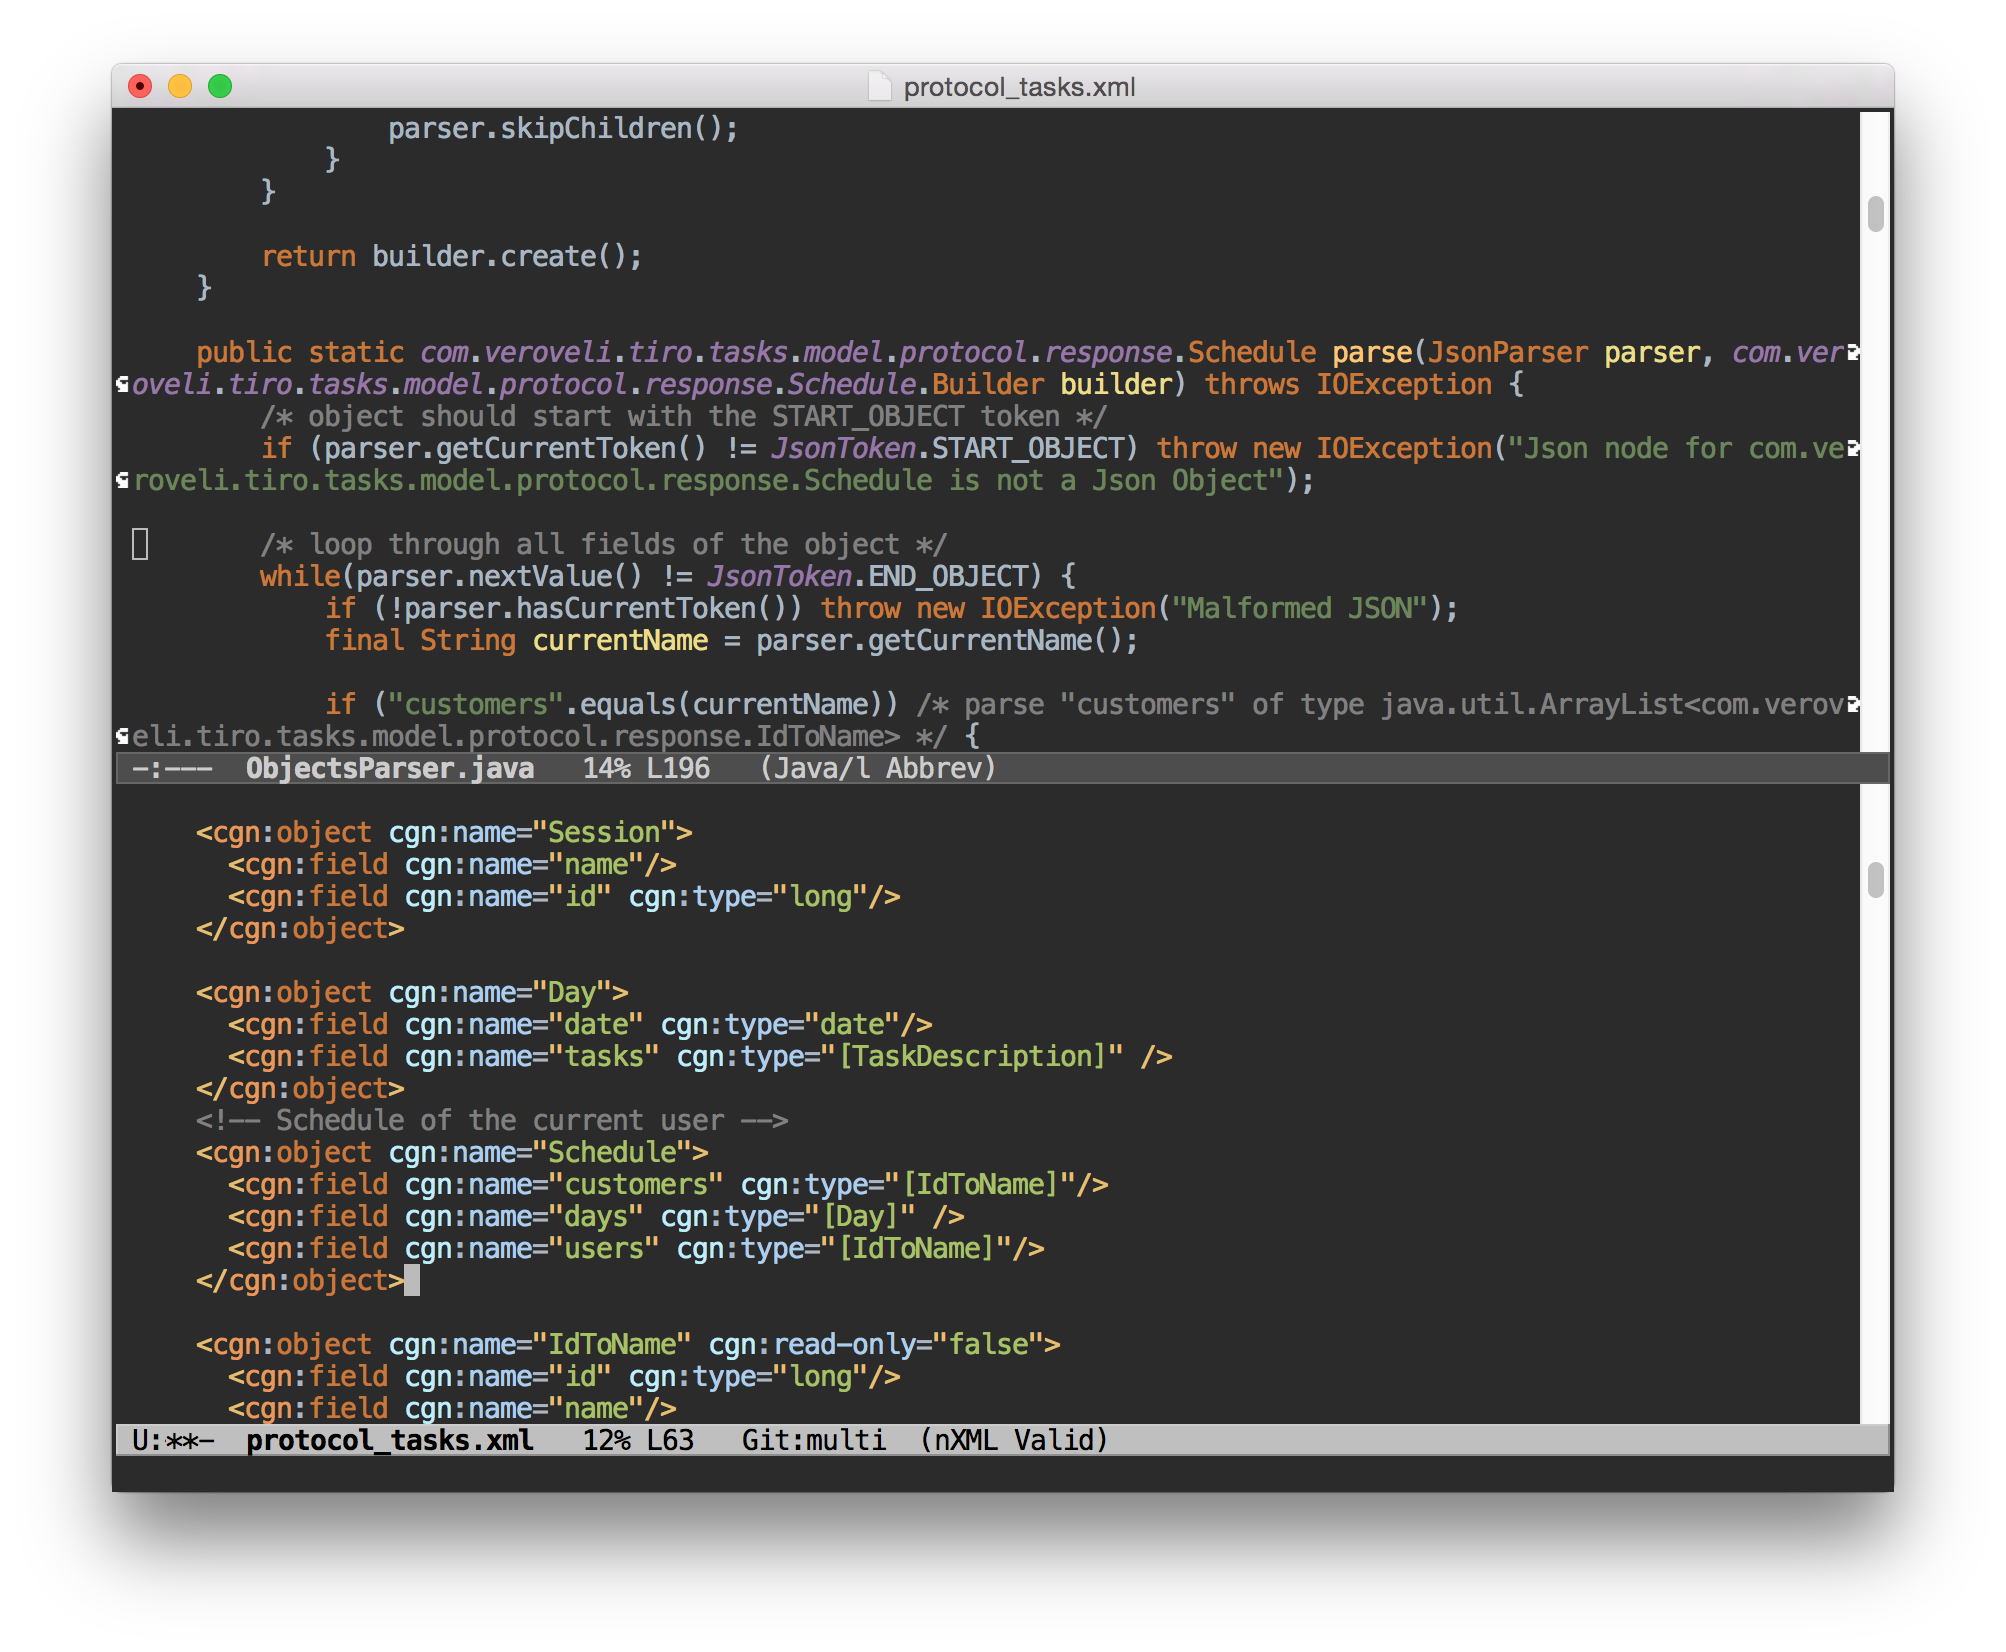 protocol_tasks.xml
parser.skipChildren();
}
}
return builder.create();
}
public static com.veroveli.tiro.tasks.model.protocol.response.Schedule parse(JsonParser parser, com.ver
oveli.tiro.tasks.model.protocol.response.Schedule.Builder builder) throws IOException {
/* object should start with the START_OBJECT token */
if (parser.getCurrentToken() != JsonToken.START_OBJECT) throw new IOException("Json node for com.ve
roveli.tiro.tasks.model.protocol.response.Schedule is not a Json Object");
/* loop through all fields of the object */
while(parser.nextValue() != JsonToken.END_OBJECT) {
if (!parser.hasCurrentToken()) throw new IOException("Malformed JSON");
final String currentName = parser.getCurrentName();
if ("customers".equals(currentName)) /* parse "customers" of type java.util.ArrayList<com.verov
eli.tiro.tasks.model.protocol.response.IdToName> */ {
-:--- ObjectsParser.java 14% L196 (Java/l Abbrev)
<cgn:object cgn:name="Session">
<cgn:field cgn:name="name"/>
<cgn:field cgn:name="id" cgn:type="long"/>
</cgn:object>
<cgn:object cgn:name="Day">
<cgn:field cgn:name="date" cgn:type="date"/>
<cgn:field cgn:name="tasks" cgn:type="[TaskDescription]" />
</cgn:object>
<!-- Schedule of the current user -->
<cgn:object cgn:name="Schedule">
<cgn:field cgn:name="customers" cgn:type="[IdToName]"/>
<cgn:field cgn:name="days" cgn:type="[Day]" />
<cgn:field cgn:name="users" cgn:type="[IdToName]"/>
</cgn:object>
<cgn:object cgn:name="IdToName" cgn:read-only="false">
<cgn:field cgn:name="id" cgn:type="long"/>
<cgn:field cgn:name="name"/>
U:**- protocol_tasks.xml 12% L63 Git:multi (nXML Valid)